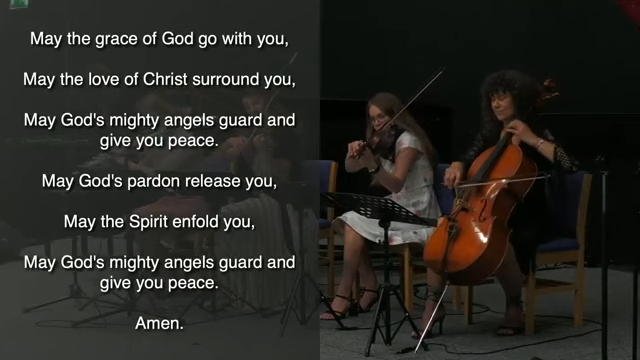 May the grace of God go with you,
May the love of Christ surround you,
May God's mighty angels guard and
give you peace.
May God's pardon release you,
May the Spirit enfold you,
May God's mighty angels guard and
give you peace.
Amen.